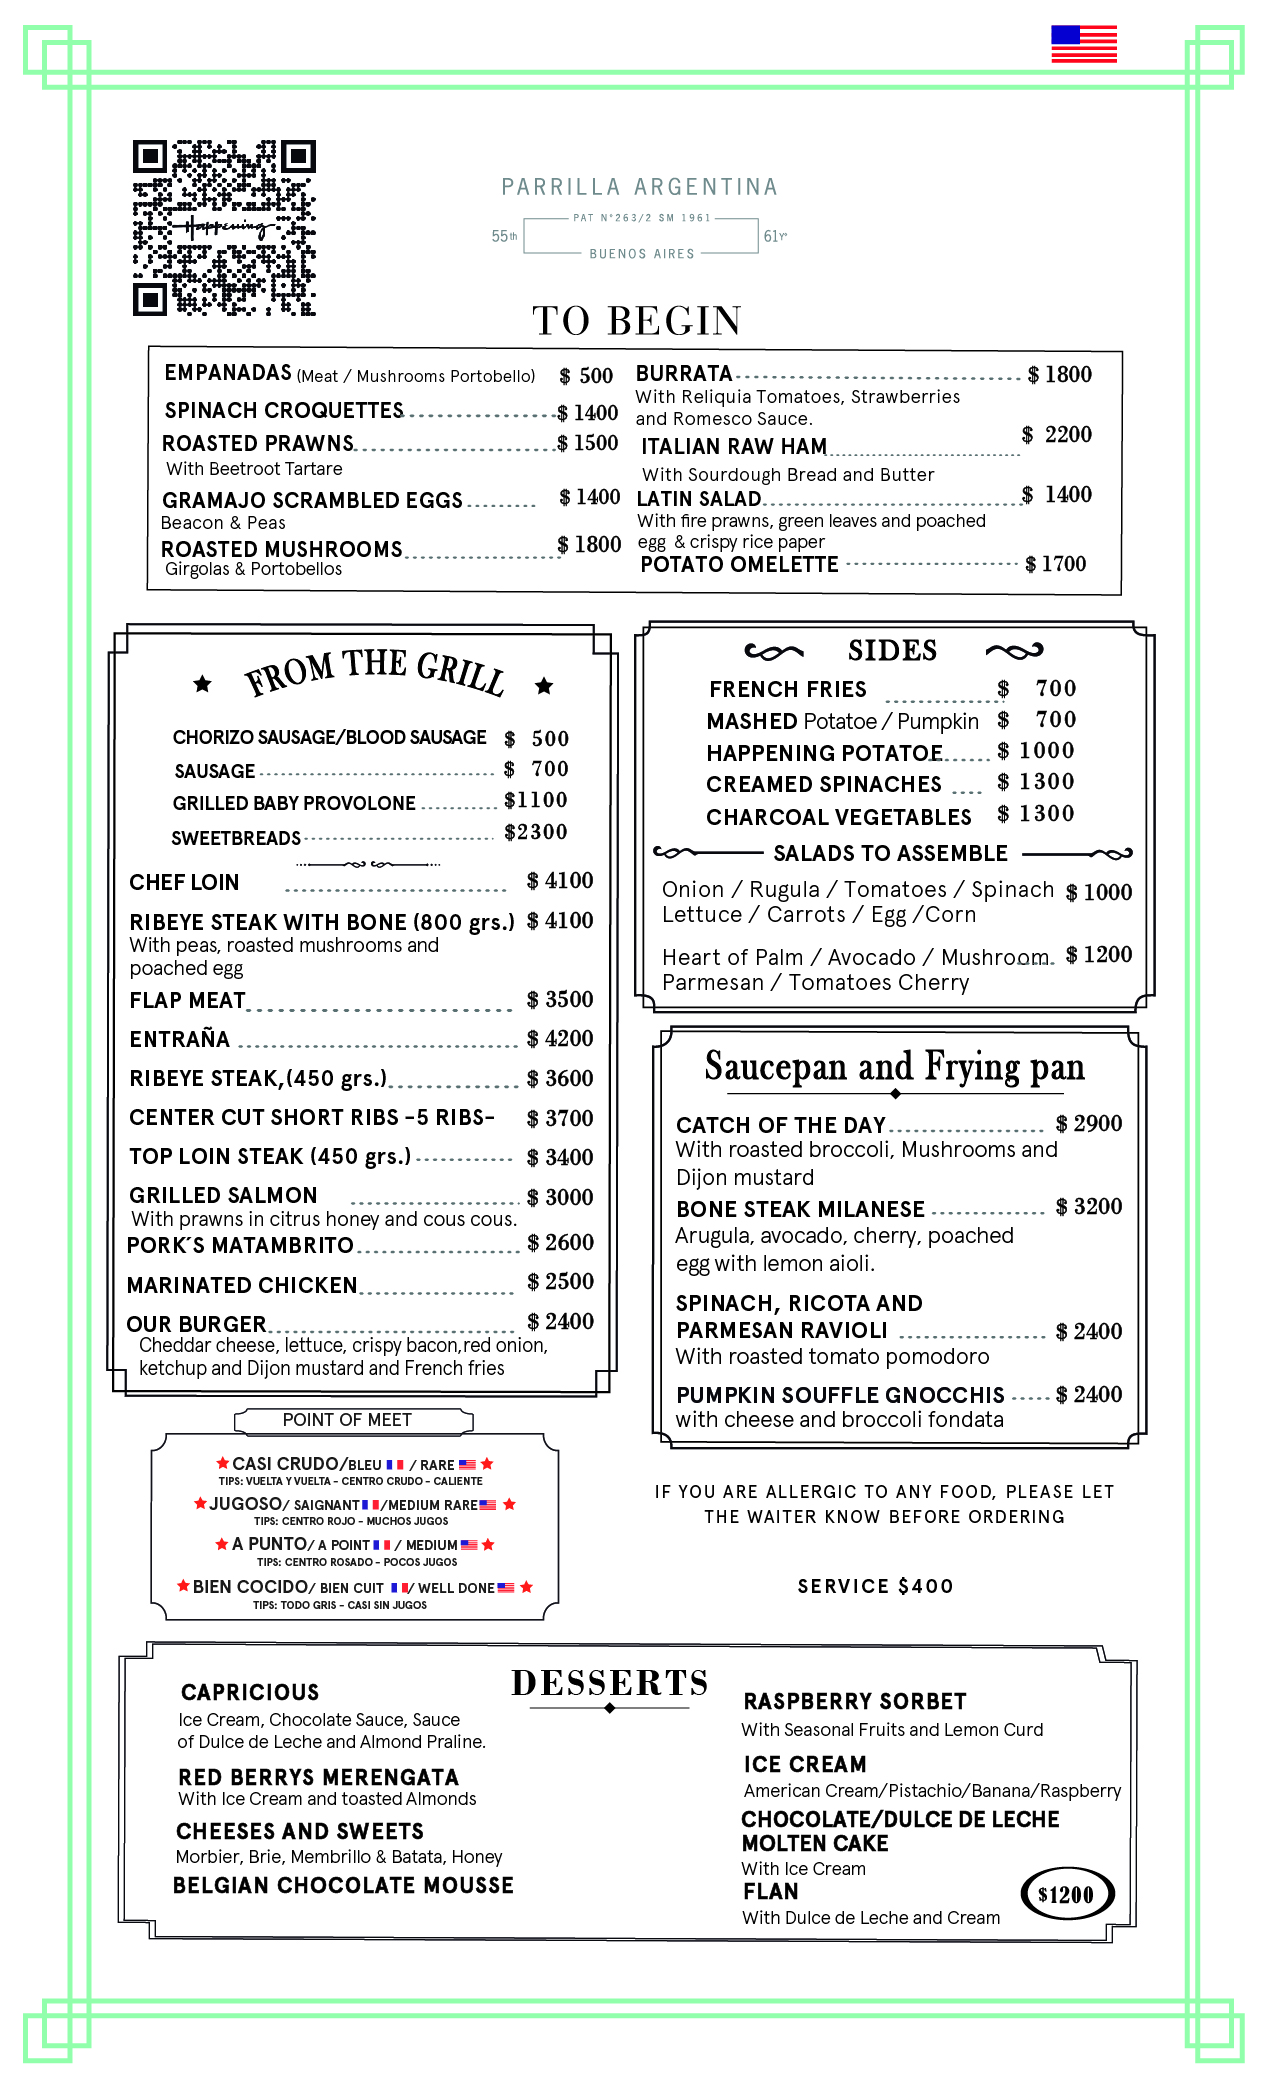 Happening
PARRILLA ARGENTINA
PAT N°263/2 SM 1961
55th
61Y°
BUENOS AIRES
TO BEGIN
EMPANADAS (Meat / Mushrooms Portobello) $ 500
SPINACH CROQUETTES $ 1400
ROASTED PRAWNS $ 1500
With Beetroot Tartare
GRAMAJO SCRAMBLED EGGS $ 1400
Beacon & Peas
ROASTED MUSHROOMS $ 1800
Girgolas & Portobellos
BURRATA $ 1800
With Reliquia Tomatoes, Strawberries
and Romesco Sauce.
ITALIAN RAW HAM $ 2200
With Sourdough Bread and Butter
LATIN SALAD $ 1400
With fire prawns, green leaves and poached
egg & crispy rice paper
POTATO OMELETTE $ 1700
FROM THE GRILL
CHORIZO SAUSAGE/BLOOD SAUSAGE $ 500
SAUSAGE $ 700
GRILLED BABY PROVOLONE $1100
SWEETBREADS $2300
CHEF LOIN $ 4100
RIBEYE STEAK WITH BONE (800 grs.) $ 4100
With peas, roasted mushrooms and
poached egg
FLAP MEAT $ 3500
ENTRAÑA $ 4200
RIBEYE STEAK,(450 grs.) $ 3600
CENTER CUT SHORT RIBS -5 RIBS- $ 3700
TOP LOIN STEAK (450 grs.) $ 3400
GRILLED SALMON $ 3000
With prawns in citrus honey and cous cous.
PORK´S MATAMBRITO $ 2600
MARINATED CHICKEN $ 2500
OUR BURGER $ 2400
Cheddar cheese, lettuce, crispy bacon,red onion,
ketchup and Dijon mustard and French fries
SIDES
FRENCH FRIES $ 700
MASHED Potatoe / Pumpkin $ 700
HAPPENING POTATOE $ 1000
CREAMED SPINACHES $ 1300
CHARCOAL VEGETABLES $ 1300
SALADS TO ASSEMBLE
Onion / Rugula / Tomatoes / Spinach $ 1000
Lettuce / Carrots / Egg /Corn
Heart of Palm / Avocado / Mushroom $ 1200
Parmesan / Tomatoes Cherry
Saucepan and Frying pan
CATCH OF THE DAY $ 2900
With roasted broccoli, Mushrooms and
Dijon mustard
BONE STEAK MILANESE $ 3200
Arugula, avocado, cherry, poached
egg with lemon aioli.
SPINACH, RICOTA AND
PARMESAN RAVIOLI $ 2400
With roasted tomato pomodoro
PUMPKIN SOUFFLE GNOCCHIS $ 2400
with cheese and broccoli fondata
POINT OF MEET
CASI CRUDO/BLEU / RARE
TIPS: VUELTA Y VUELTA - CENTRO CRUDO - CALIENTE
JUGOSO/ SAIGNANT /MEDIUM RARE
TIPS: CENTRO ROJO - MUCHOS JUGOS
A PUNTO/ A POINT / MEDIUM
TIPS: CENTRO ROSADO - POCOS JUGOS
BIEN COCIDO/ BIEN CUIT / WELL DONE
TIPS: TODO GRIS - CASI SIN JUGOS
IF YOU ARE ALLERGIC TO ANY FOOD, PLEASE LET
THE WAITER KNOW BEFORE ORDERING
SERVICE $400
DESSERTS
CAPRICIOUS
Ice Cream, Chocolate Sauce, Sauce
of Dulce de Leche and Almond Praline.
RED BERRYS MERENGATA
With Ice Cream and toasted Almonds
CHEESES AND SWEETS
Morbier, Brie, Membrillo & Batata, Honey
BELGIAN CHOCOLATE MOUSSE
RASPBERRY SORBET
With Seasonal Fruits and Lemon Curd
ICE CREAM
American Cream/Pistachio/Banana/Raspberry
CHOCOLATE/DULCE DE LECHE
MOLTEN CAKE
With Ice Cream
FLAN
With Dulce de Leche and Cream
$1200